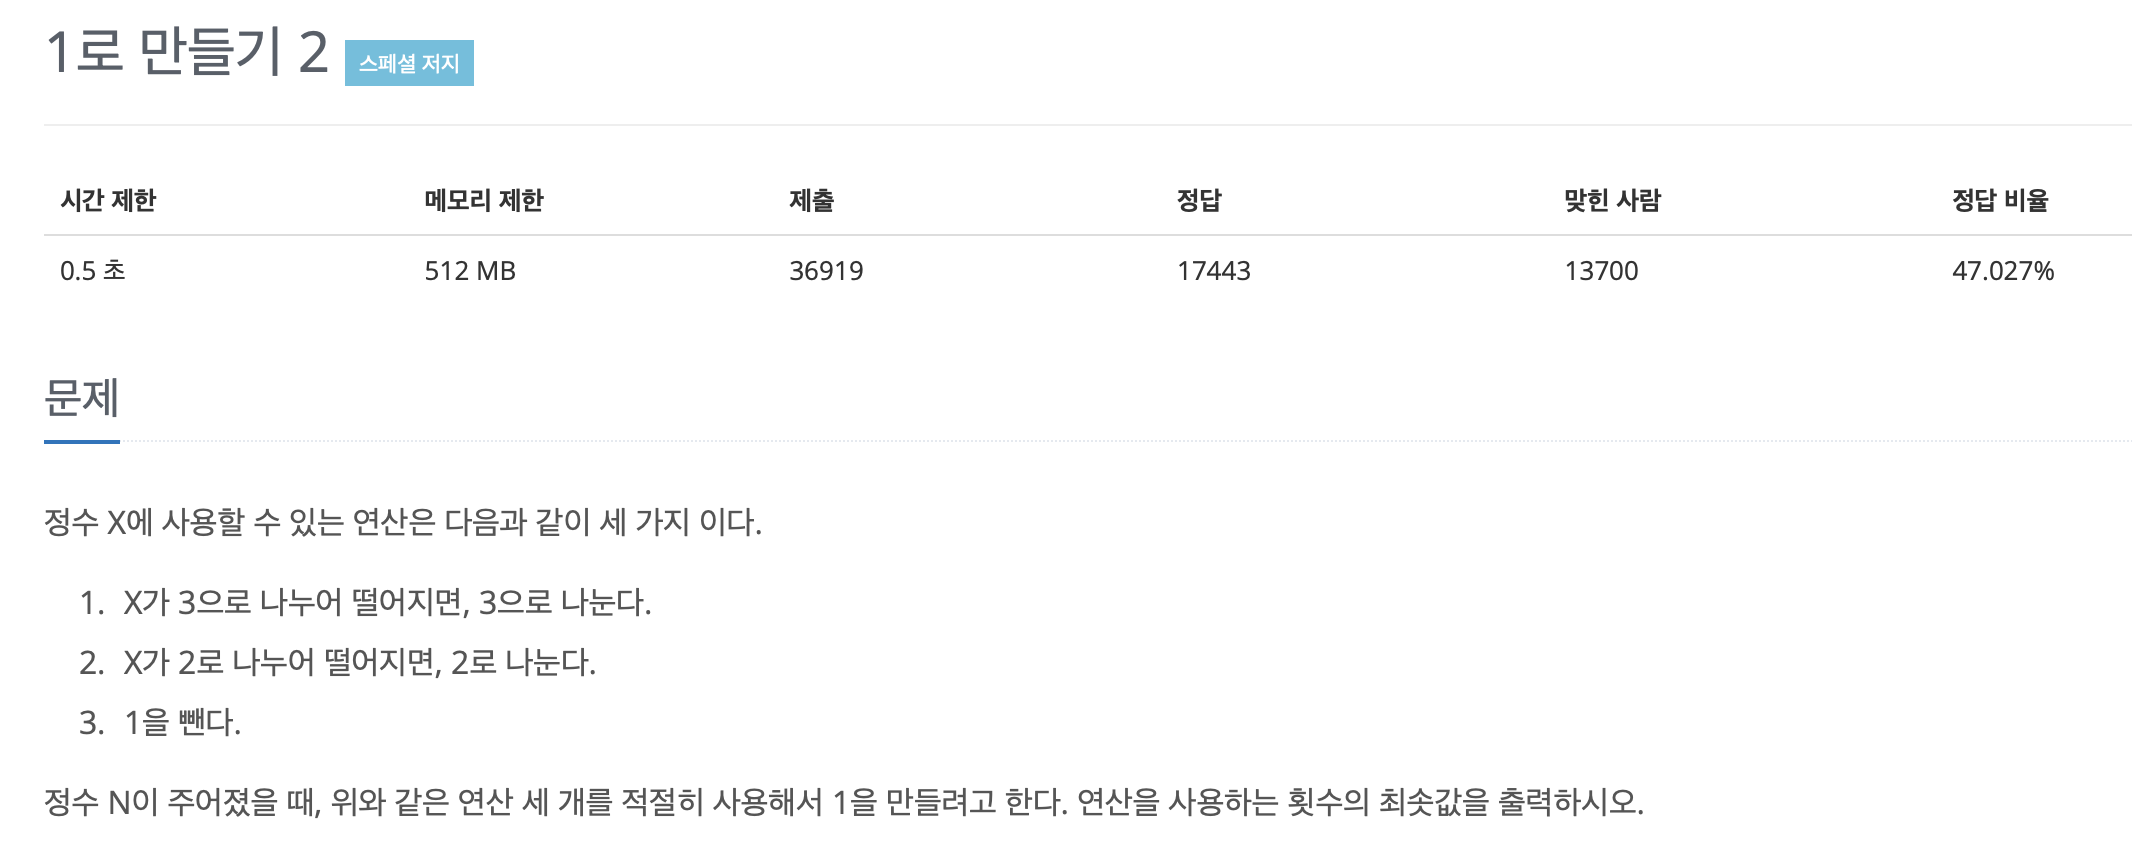 1로 만들기 2 스페셜 저지
시간 제한 메모리 제한 제출 정답 맞힌 사람 정답 비율
0.5 초 512 MB 36919 17443 13700 47.027%
문제
정수 X에 사용할 수 있는 연산은 다음과 같이 세 가지 이다.
1. X가 3으로 나누어 떨어지면, 3으로 나눈다.
2. X가 2로 나누어 떨어지면, 2로 나눈다.
3. 1을 뺀다.
정수 N이 주어졌을 때, 위와 같은 연산 세 개를 적절히 사용해서 1을 만들려고 한다. 연산을 사용하는 횟수의 최솟값을 출력하시오.